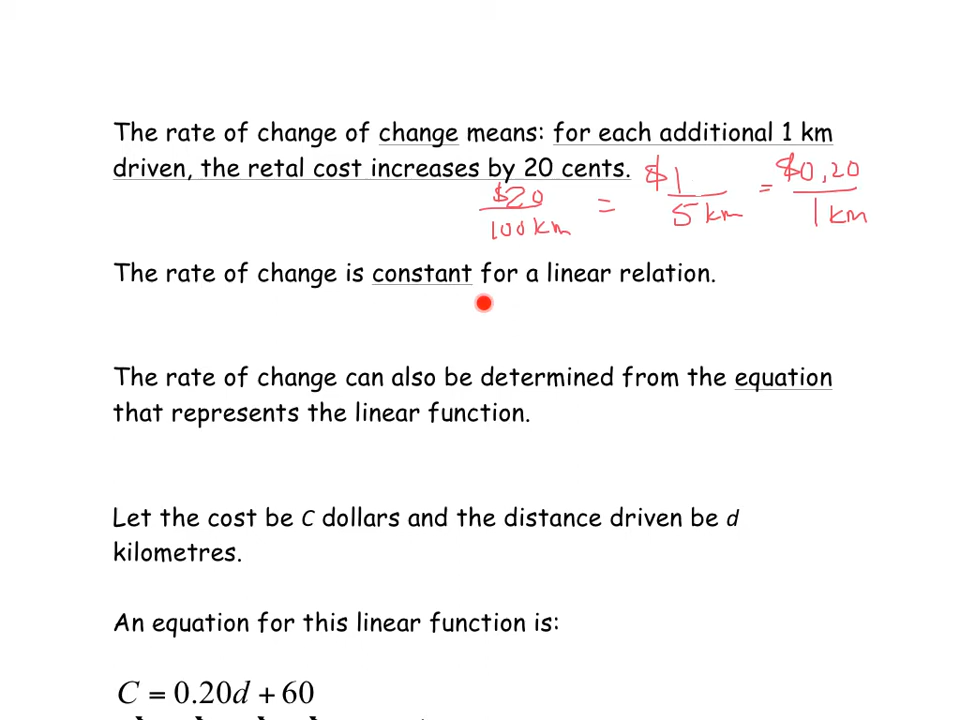 The rate of change of change means: for each additional 1 km
driven, the retal cost increases by 20 cents.
$20/100 km = $1/5 km = $0,20/1 km
The rate of change is constant for a linear relation.
The rate of change can also be determined from the equation
that represents the linear function.
Let the cost be C dollars and the distance driven be d
kilometres.
An equation for this linear function is:
C = 0.20d + 60